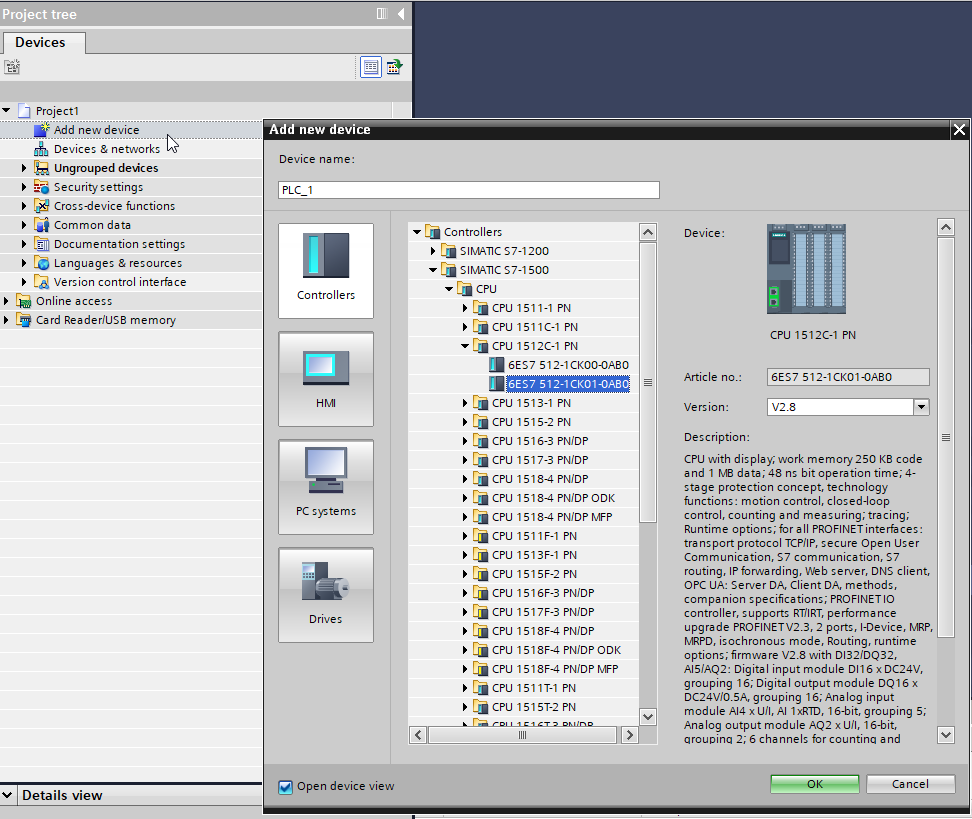 Project tree
Devices
Project1
Add new device
Devices & networks
Ungrouped devices
Security settings
Cross-device functions
Common data
Documentation settings
Languages & resources
Version control interface
Online access
Card Reader/USB memory
Details view
Add new device
Device name:
PLC_1
Controllers
HMI
PC systems
Drives
Controllers
SIMATIC S7-1200
SIMATIC S7-1500
CPU
CPU 1511-1 PN
CPU 1511C-1 PN
CPU 1512C-1 PN
6ES7 512-1CK00-0AB0
6ES7 512-1CK01-0AB0
CPU 1513-1 PN
CPU 1515-2 PN
CPU 1516-3 PN/DP
CPU 1517-3 PN/DP
CPU 1518-4 PN/DP
CPU 1518-4 PN/DP ODK
CPU 1518-4 PN/DP MFP
CPU 1511F-1 PN
CPU 1513F-1 PN
CPU 1515F-2 PN
CPU 1516F-3 PN/DP
CPU 1517F-3 PN/DP
CPU 1518F-4 PN/DP
CPU 1518F-4 PN/DP ODK
CPU 1518F-4 PN/DP MFP
CPU 1511T-1 PN
CPU 1515T-2 PN
CPU 1516T-3 PN/DP
Device:
CPU 1512C-1 PN
Article no.:
6ES7 512-1CK01-0AB0
Version:
V2.8
Description:
CPU with display; work memory 250 KB code
and 1 MB data; 48 ns bit operation time; 4-
stage protection concept, technology
functions: motion control, closed-loop
control, counting and measuring; tracing;
Runtime options; for all PROFINET interfaces:
transport protocol TCP/IP, secure Open User
Communication, S7 communication, S7
routing, IP forwarding, Web server, DNS client,
OPC UA: Server DA, Client DA, methods,
companion specifications; PROFINET IO
controller, supports RT/IRT, performance
upgrade PROFINET V2.3, 2 ports, I-Device, MRP,
MRPD, isochronous mode, Routing, runtime
options; firmware V2.8 with DI32/DQ32,
AI5/AQ2: Digital input module DI16 x DC24V,
grouping 16; Digital output module DQ16 x
DC24V/0.5A, grouping 16; Analog input
module AI4 x U/I, AI 1xRTD, 16-bit, grouping 5;
Analog output module AQ2 x U/I, 16-bit,
grouping 2; 6 channels for counting and
Open device view
OK
Cancel